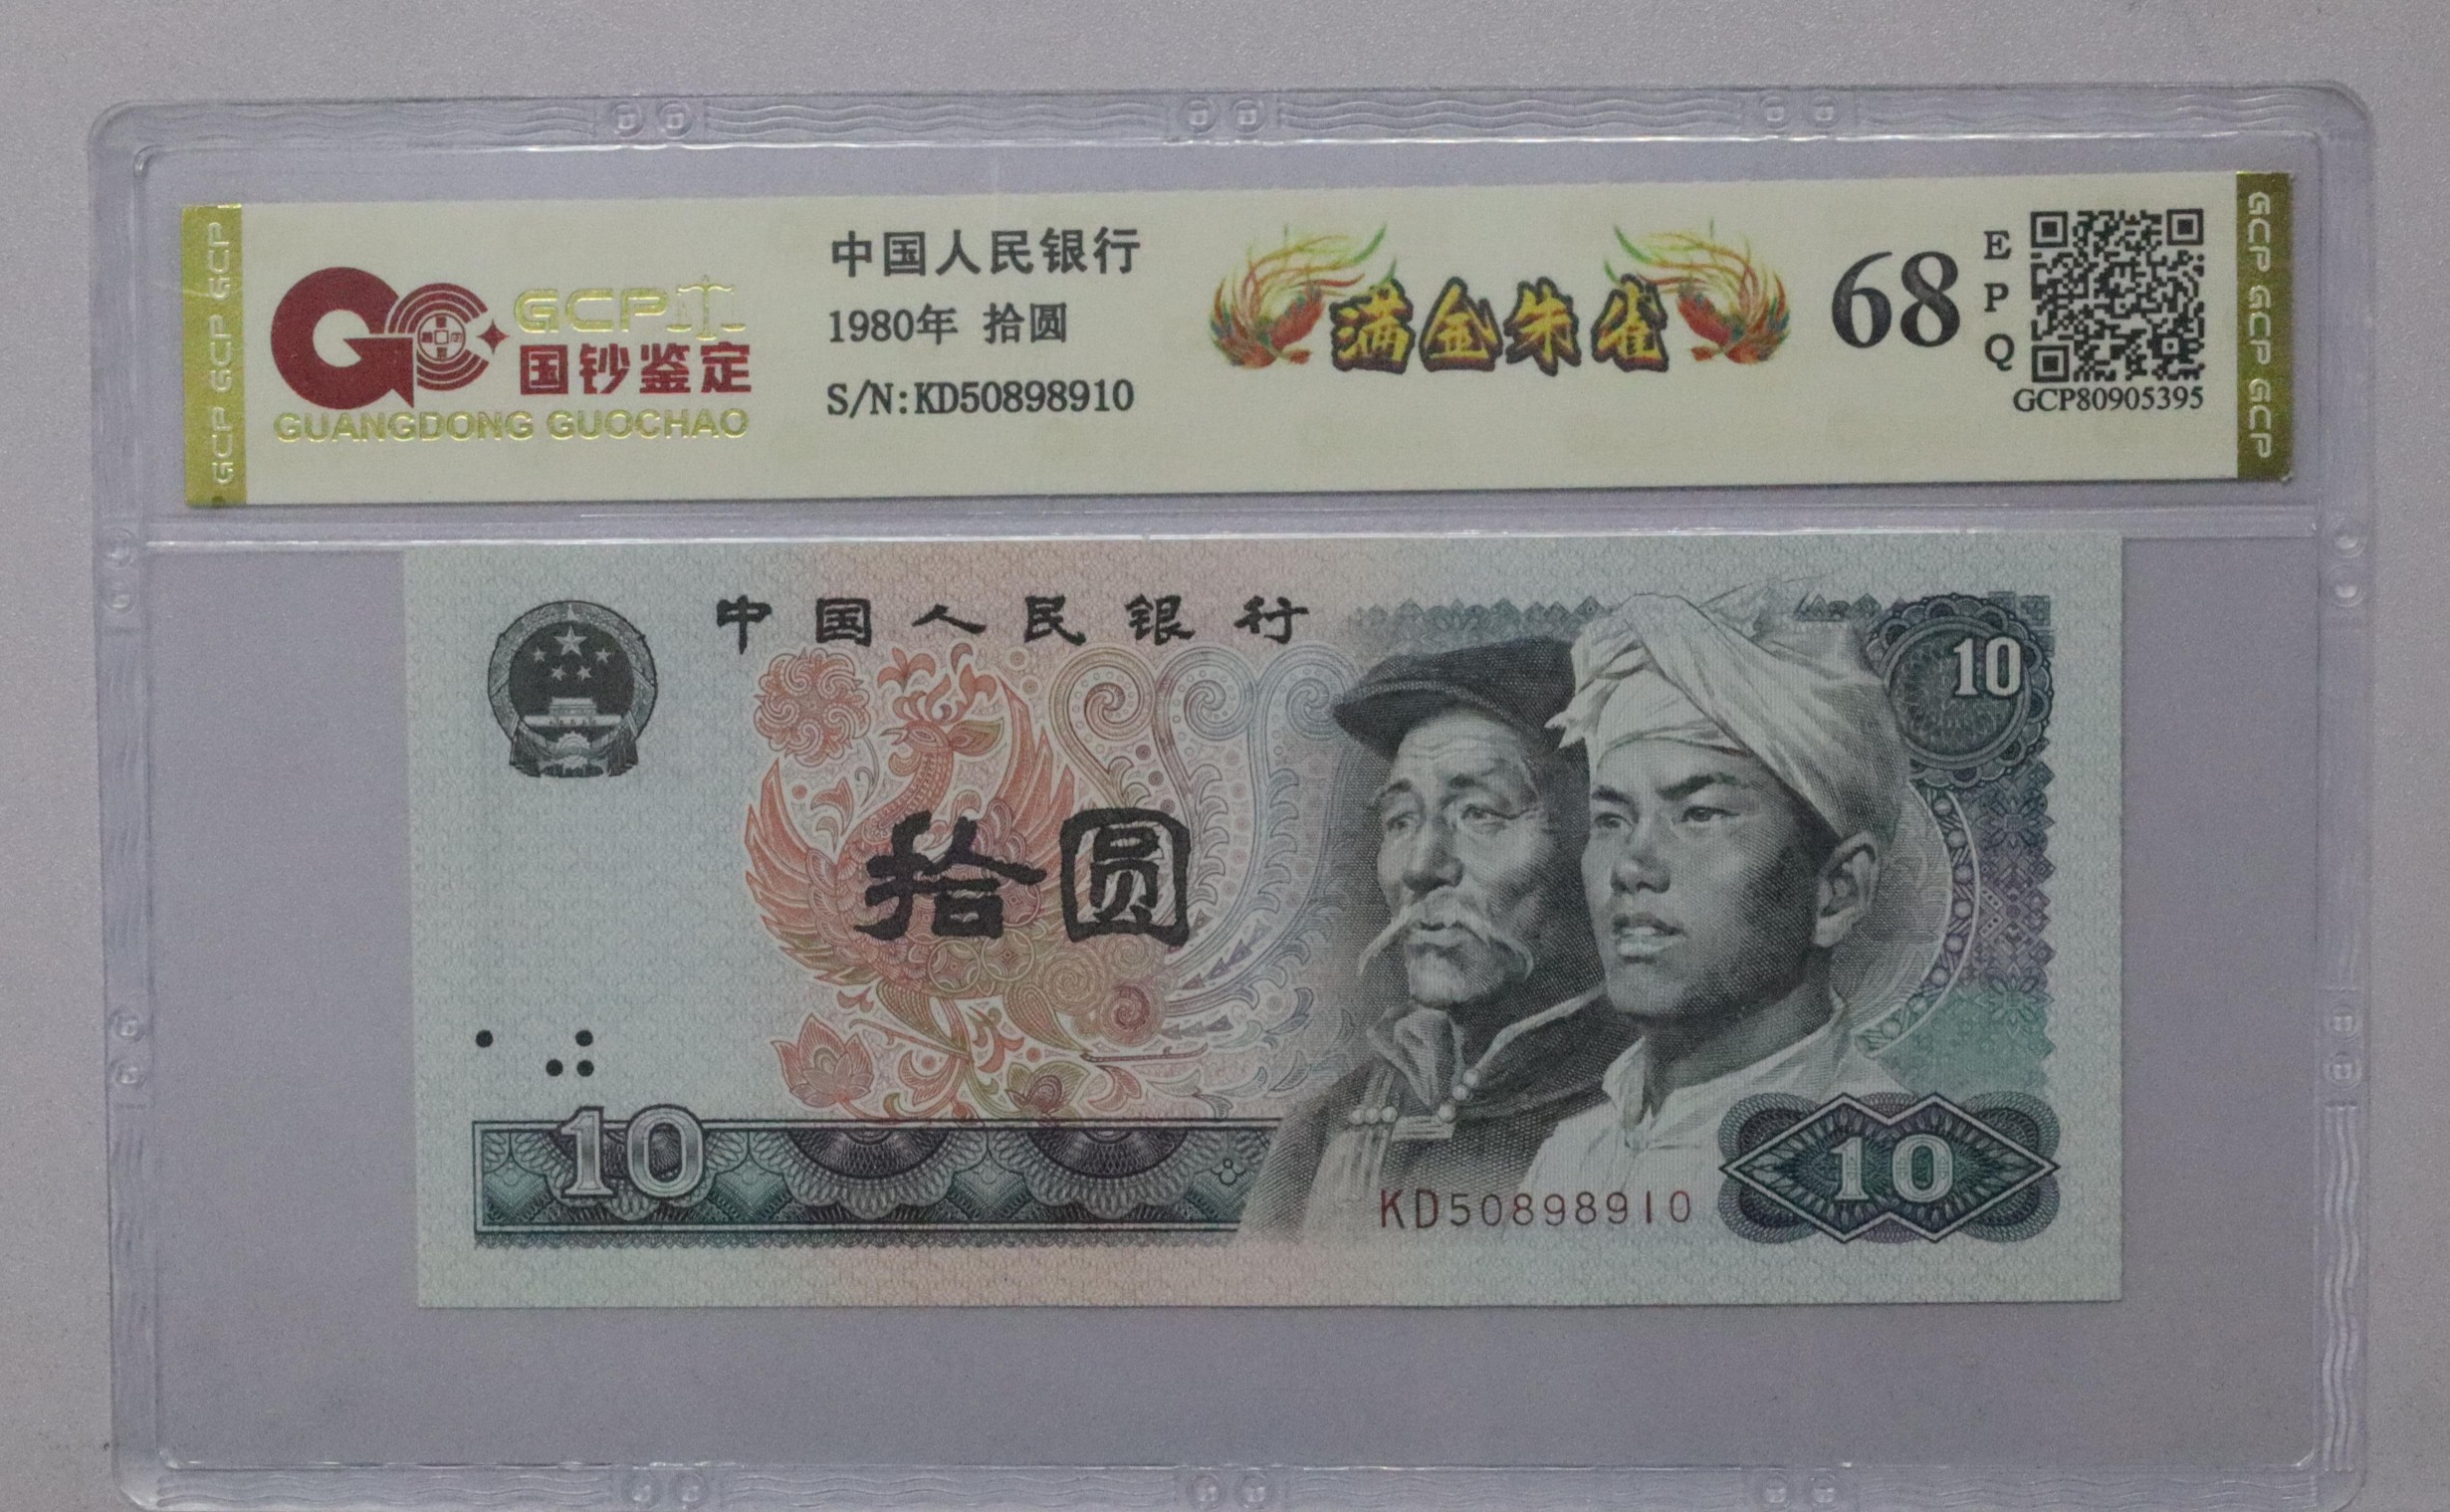 GCP GCP GCP
GCP
国钞鉴定
GUANGDONG GUOCHAO
中国人民银行
1980年 拾圆
S/N:KD50898910
满金朱雀
68
EPQ
GCP80905395
GCP GCP GCP
中国人民银行
10
拾圆
10
KD50898910
10